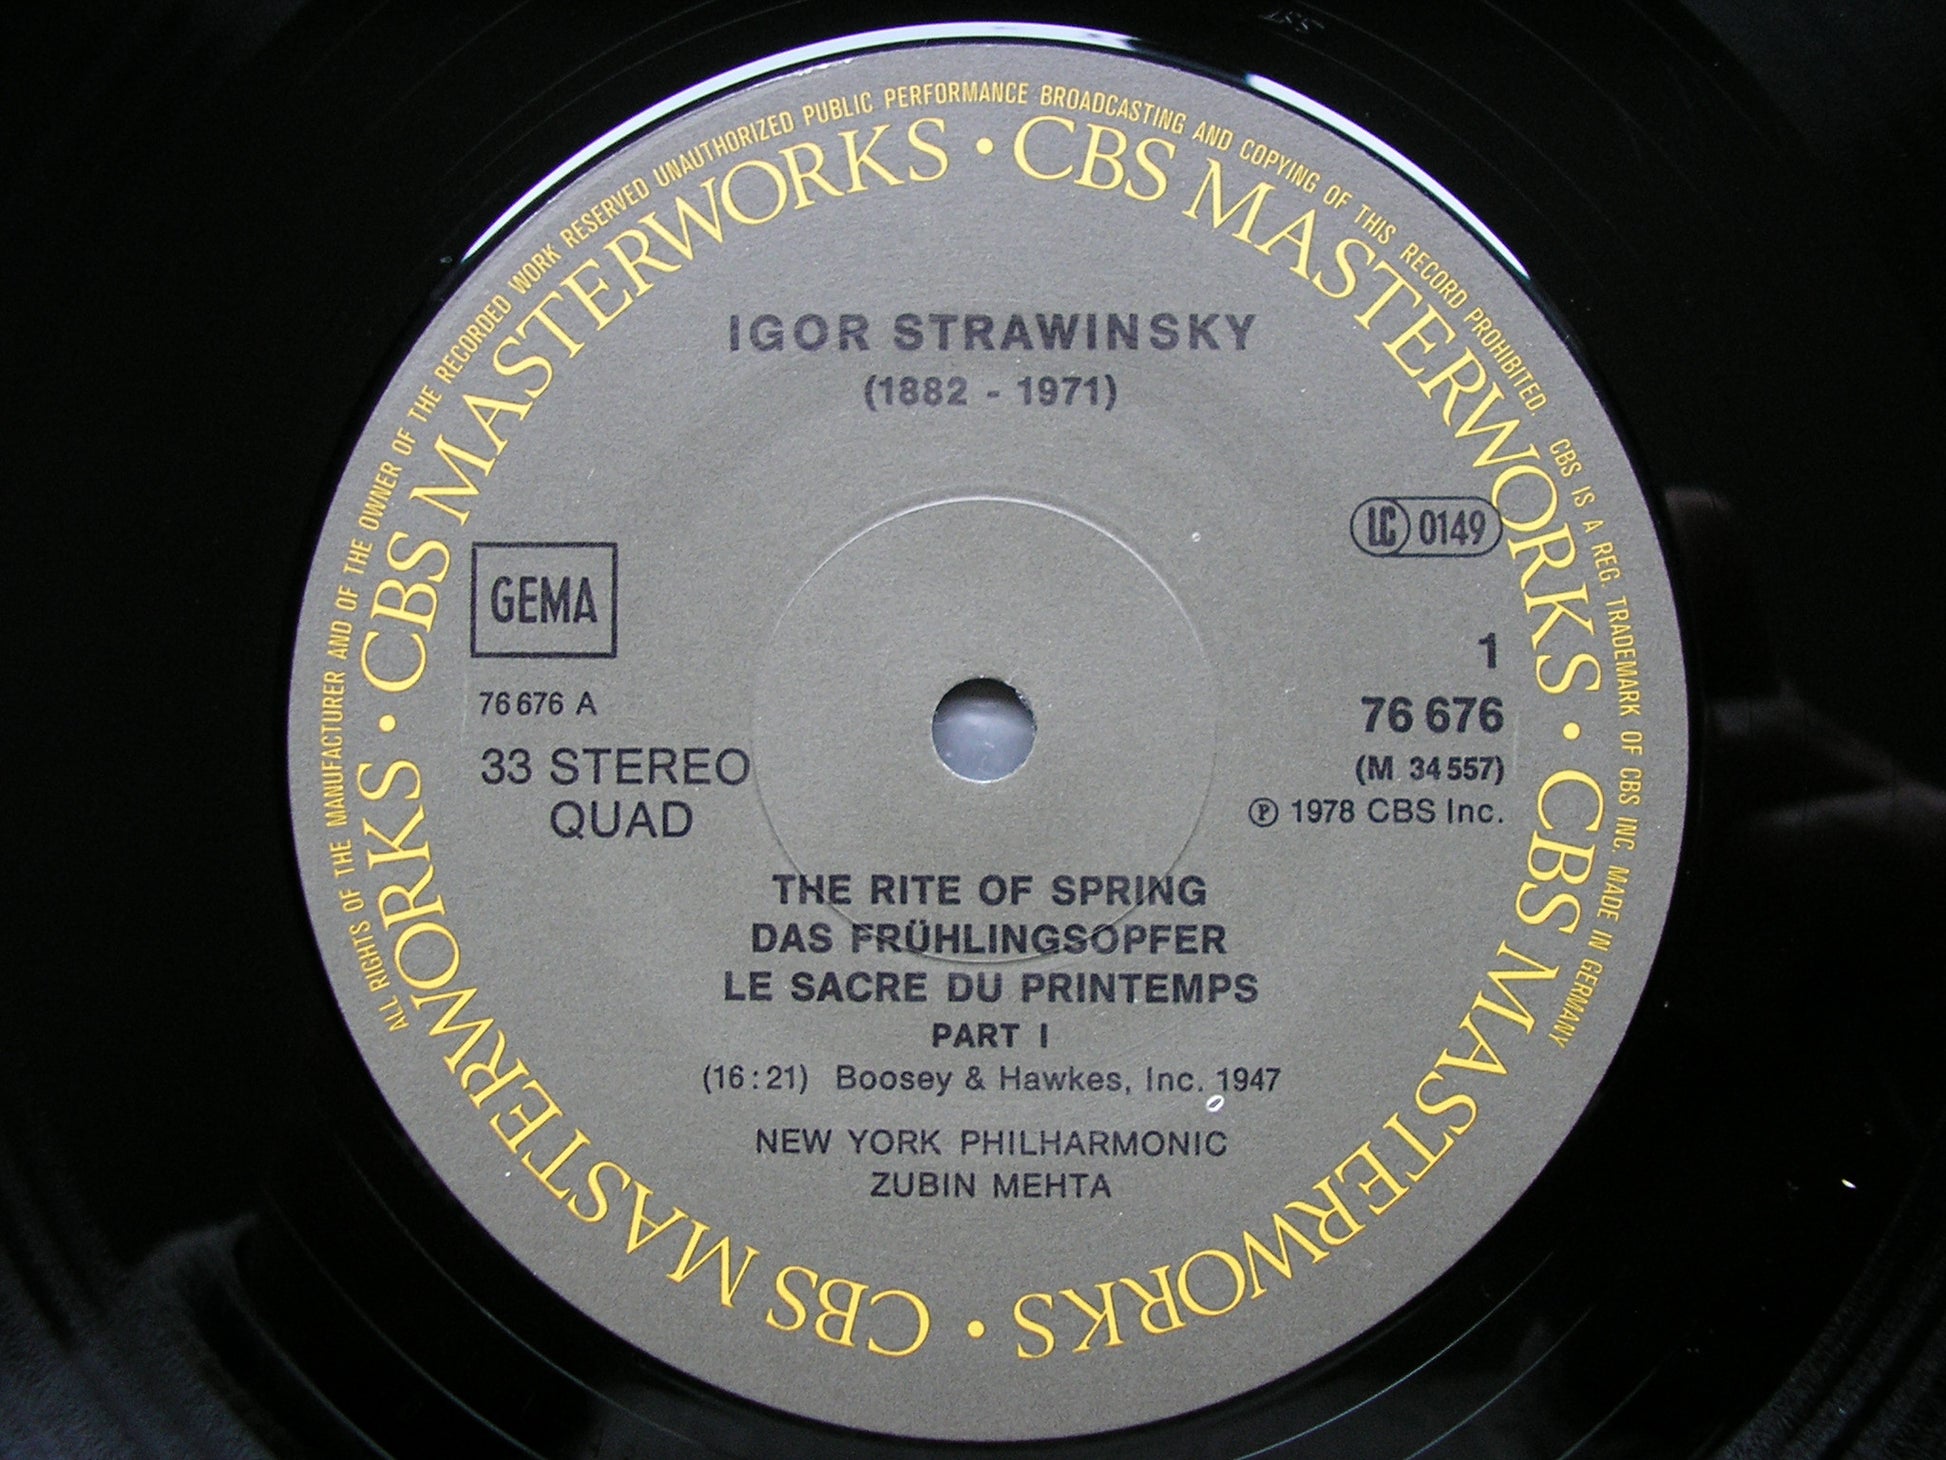 ALL RIGHTS OF THE MANUFACTURER AND OF THE OWNER OF THE RECORDED WORK RESERVED UNAUTHORIZED PUBLIC PERFORMANCE BROADCASTING AND COPYING OF THIS RECORD PROHIBITED. CBS IS A REG. TRADEMARK OF CBS INC. MADE IN GERMANY
CBS MASTERWORKS • CBS MASTERWORKS • CBS MASTERWORKS • CBS MASTERWORKS •
IGOR STRAWINSKY
(1882 - 1971)
LC 0149
GEMA
1
76 676 A
76 676
33 STEREO
(M 34 557)
QUAD
Ⓟ 1978 CBS Inc.
THE RITE OF SPRING
DAS FRÜHLINGSOPFER
LE SACRE DU PRINTEMPS
PART I
(16:21) Boosey & Hawkes, Inc. 1947
NEW YORK PHILHARMONIC
ZUBIN MEHTA